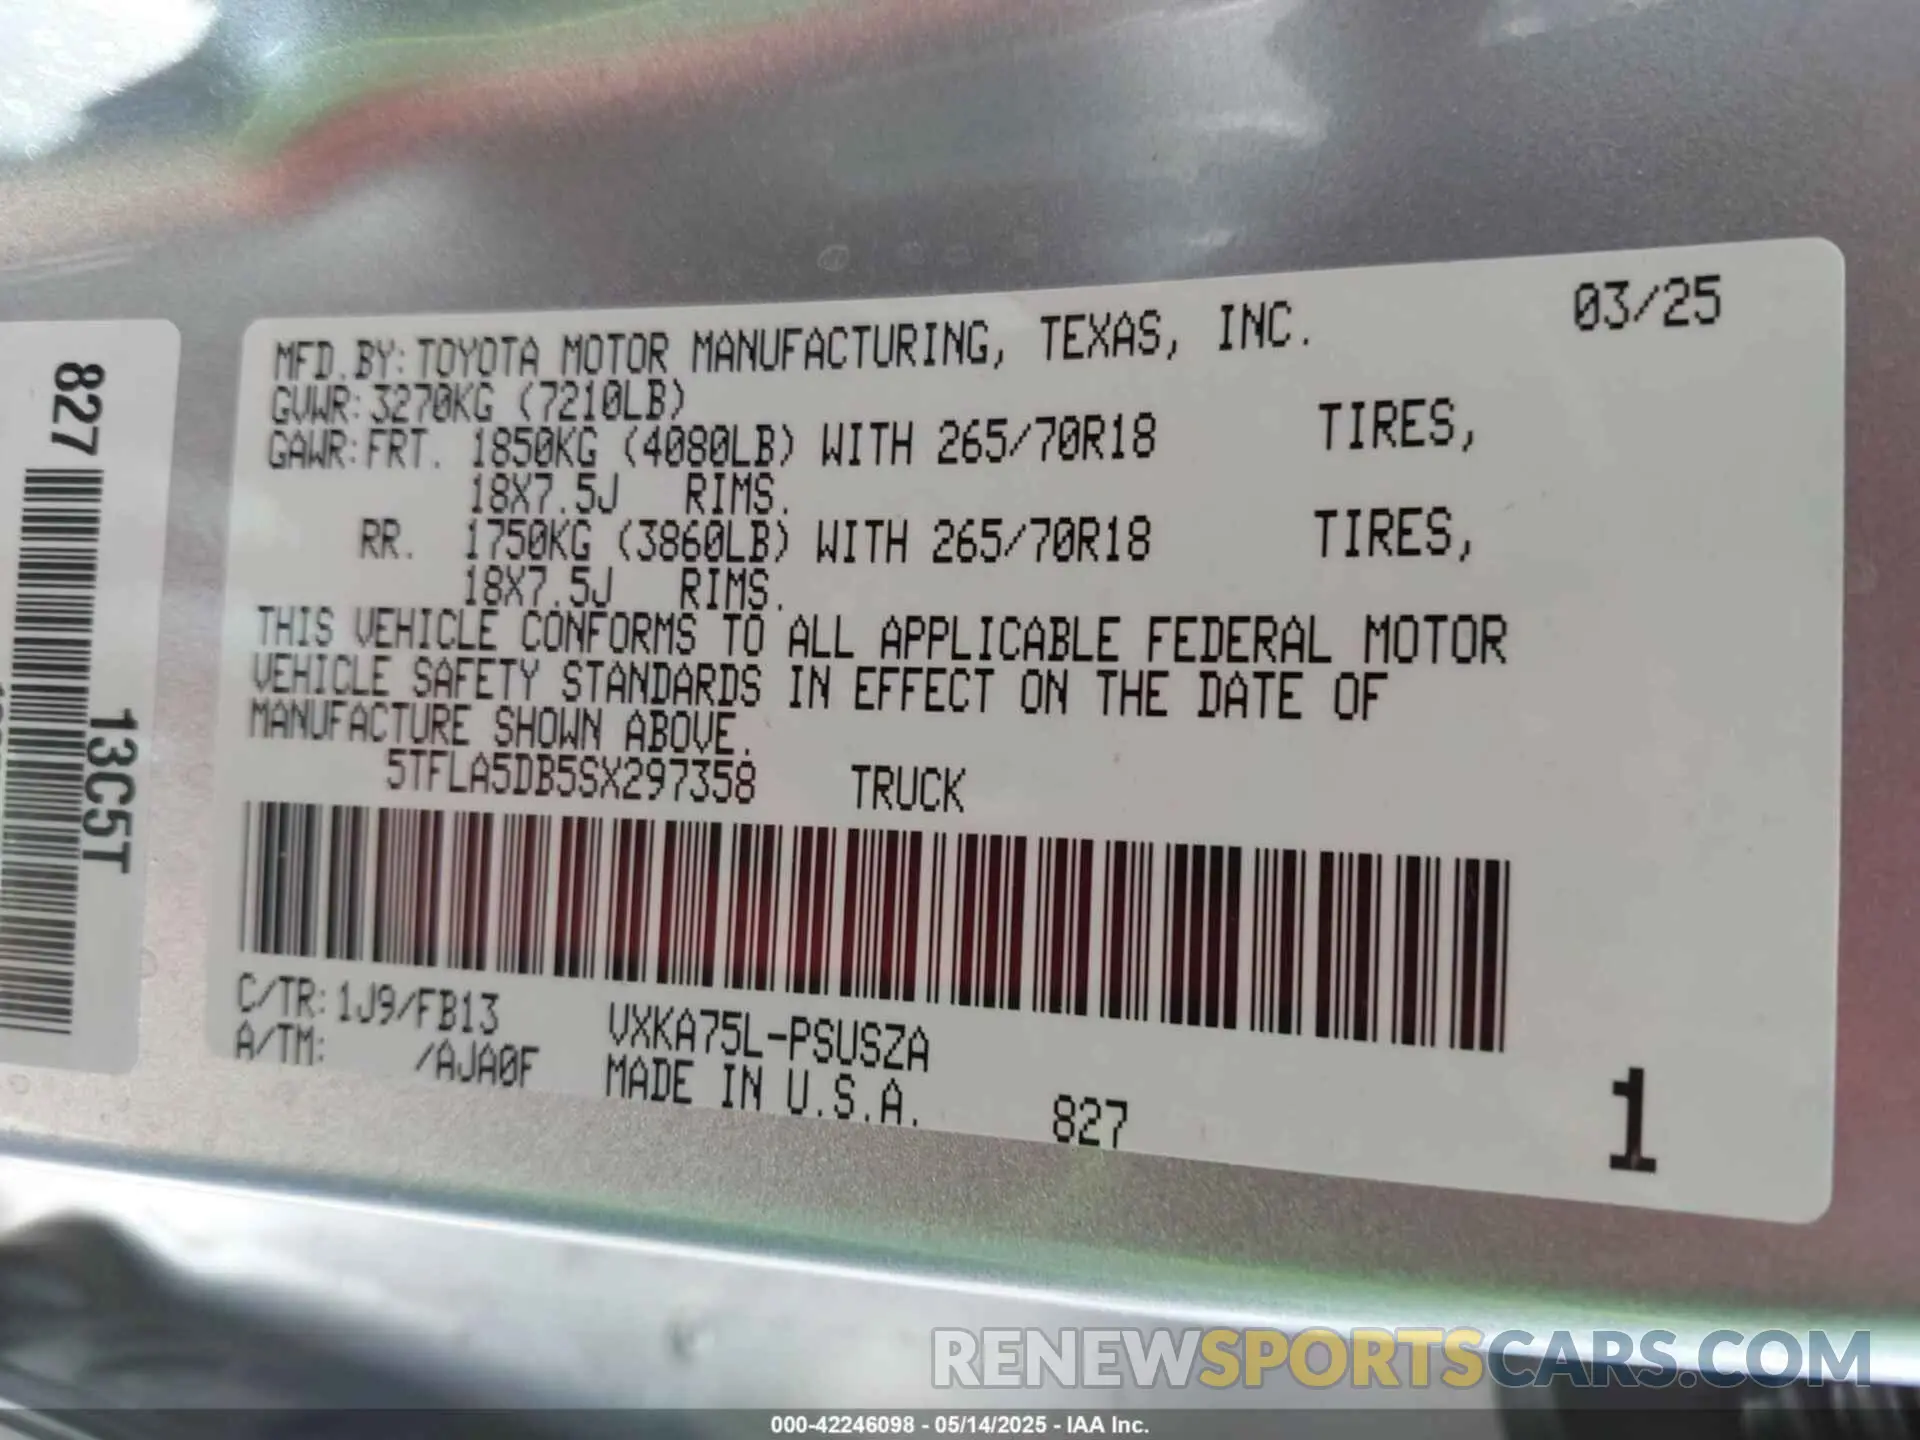 MFD.BY:TOYOTA MOTOR MANUFACTURING, TEXAS, INC. 03/25
GVWR:3270KG (7210LB)
GAWR:FRT. 1850KG (4080LB) WITH 265/70R18 TIRES,
18X7.5J RIMS.
RR. 1750KG (3860LB) WITH 265/70R18 TIRES,
18X7.5J RIMS.
THIS VEHICLE CONFORMS TO ALL APPLICABLE FEDERAL MOTOR
VEHICLE SAFETY STANDARDS IN EFFECT ON THE DATE OF
MANUFACTURE SHOWN ABOVE.
5TFLA5DB5SX297358 TRUCK
C/TR:1J9/FB13 VXKA75L-PSUSZA
A/TM: /AJA0F MADE IN U.S.A. 827
1
827
13C5T
RENEWSPORTSCARS.COM
000-42246098 - 05/14/2025 - IAA Inc.